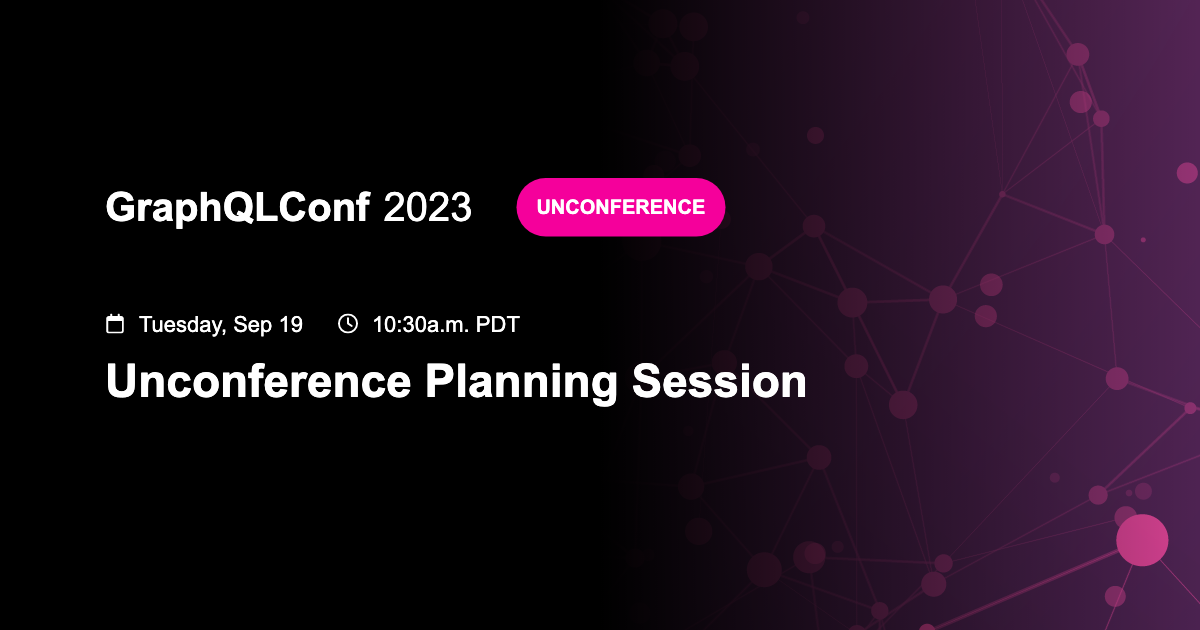 GraphQLConf 2023 UNCONFERENCE
Tuesday, Sep 19 10:30a.m. PDT
Unconference Planning Session